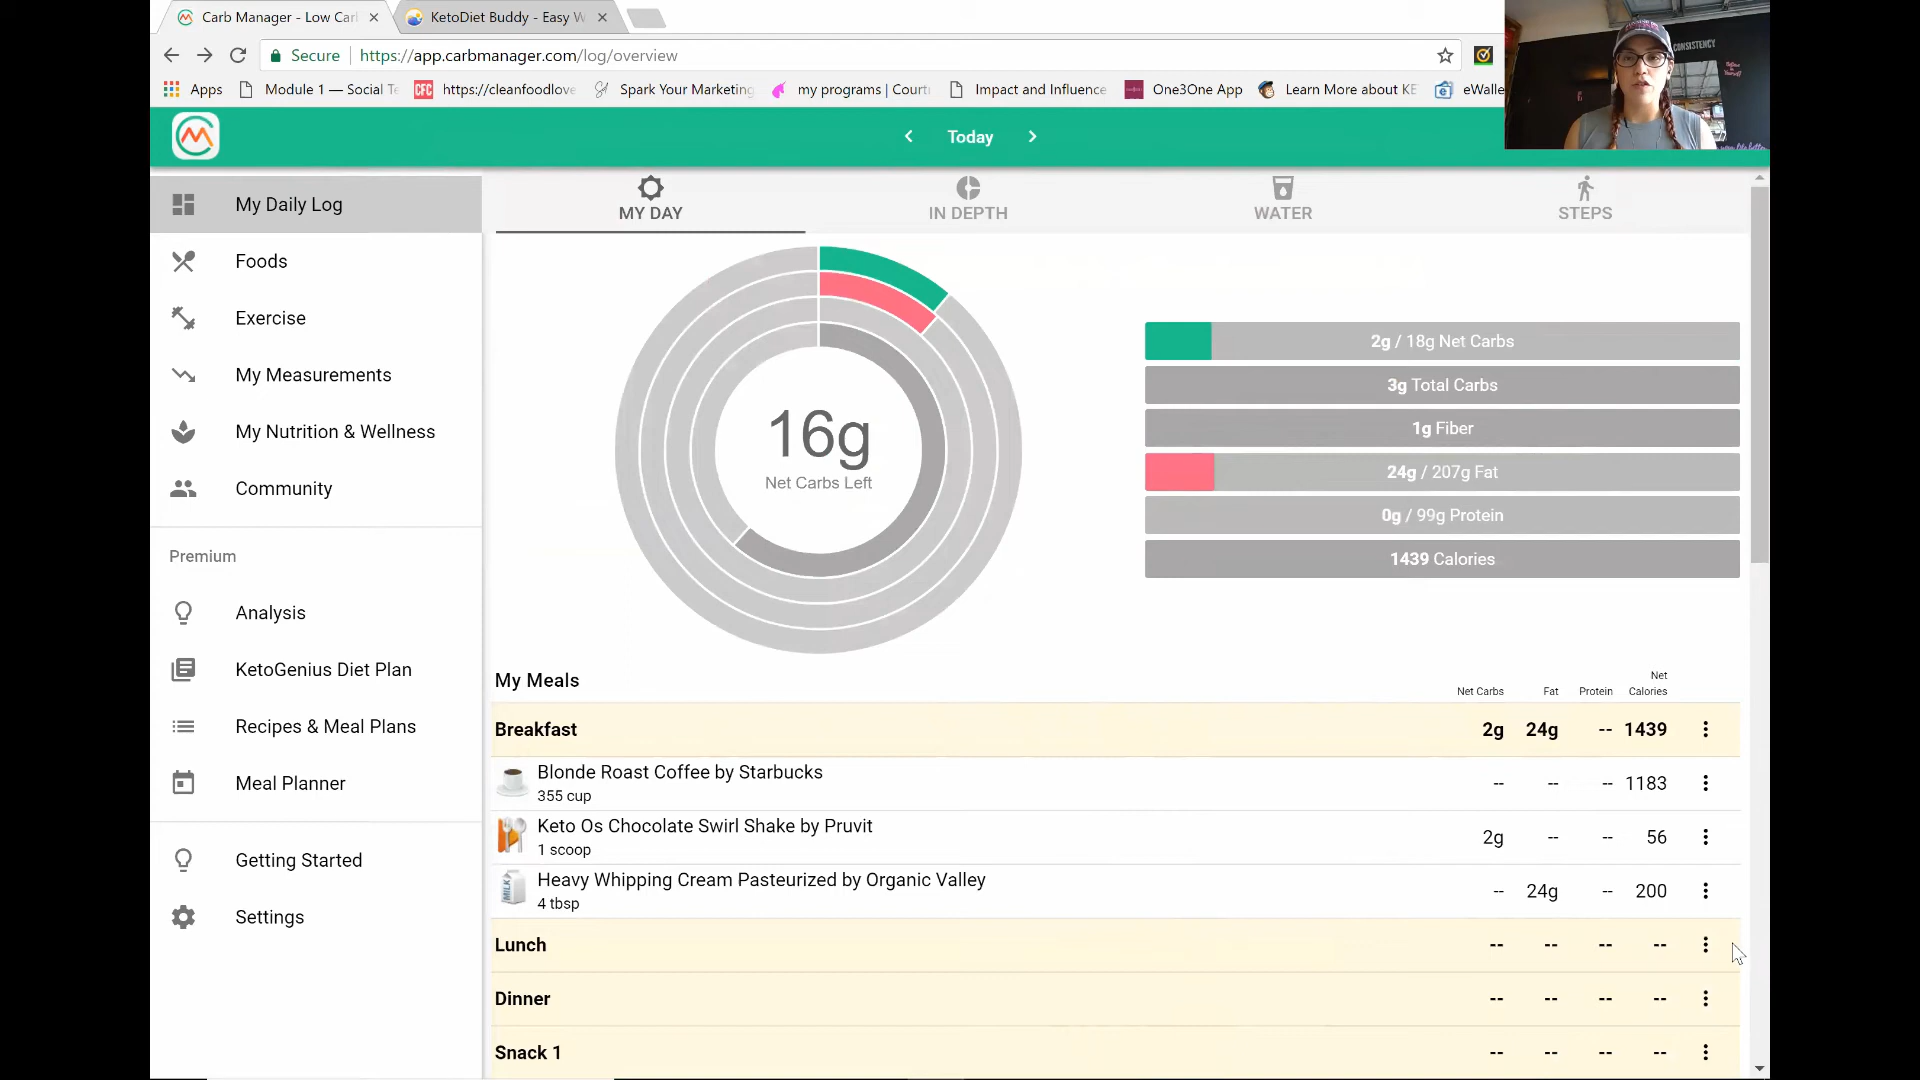 Carb Manager - Low Car
KetoDiet Buddy - Easy W
Secure
https://app.carbmanager.com/log/overview
Apps
Module 1 — Social Te
CFC
https://cleanfoodlove
Spark Your Marketing
my programs | Court
Impact and Influence
One3One App
Learn More about KE
eWalle
CONSISTENCY
Today
My Daily Log
Foods
Exercise
My Measurements
My Nutrition & Wellness
Community
Premium
Analysis
KetoGenius Diet Plan
Recipes & Meal Plans
Meal Planner
Getting Started
Settings
MY DAY
IN DEPTH
WATER
STEPS
16g
Net Carbs Left
2g / 18g Net Carbs
3g Total Carbs
1g Fiber
24g / 207g Fat
0g / 99g Protein
1439 Calories
My Meals
Net Carbs Fat Protein Net Calories
Breakfast 2g 24g -- 1439
Blonde Roast Coffee by Starbucks
355 cup
-- -- -- 1183
Keto Os Chocolate Swirl Shake by Pruvit
1 scoop
2g -- -- 56
MILK
Heavy Whipping Cream Pasteurized by Organic Valley
4 tbsp
-- 24g -- 200
Lunch -- -- -- --
Dinner -- -- -- --
Snack 1 -- -- -- --